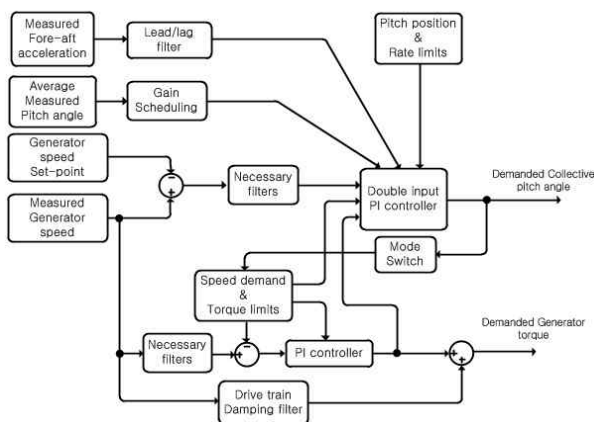 Measured
Fore-aft
acceleration
Lead/lag
filter
Pitch position
&
Rate limits
Average
Measured
Pitch angle
Gain
Scheduling
Generator
speed
Set-point
Necessary
filters
Double input
PI controller
Demanded Collective
pitch angle
Measured
Generator
speed
Mode
Switch
Speed demand
&
Torque limits
Necessary
filters
PI controller
Demanded Generator
torque
Drive train
Damping filter